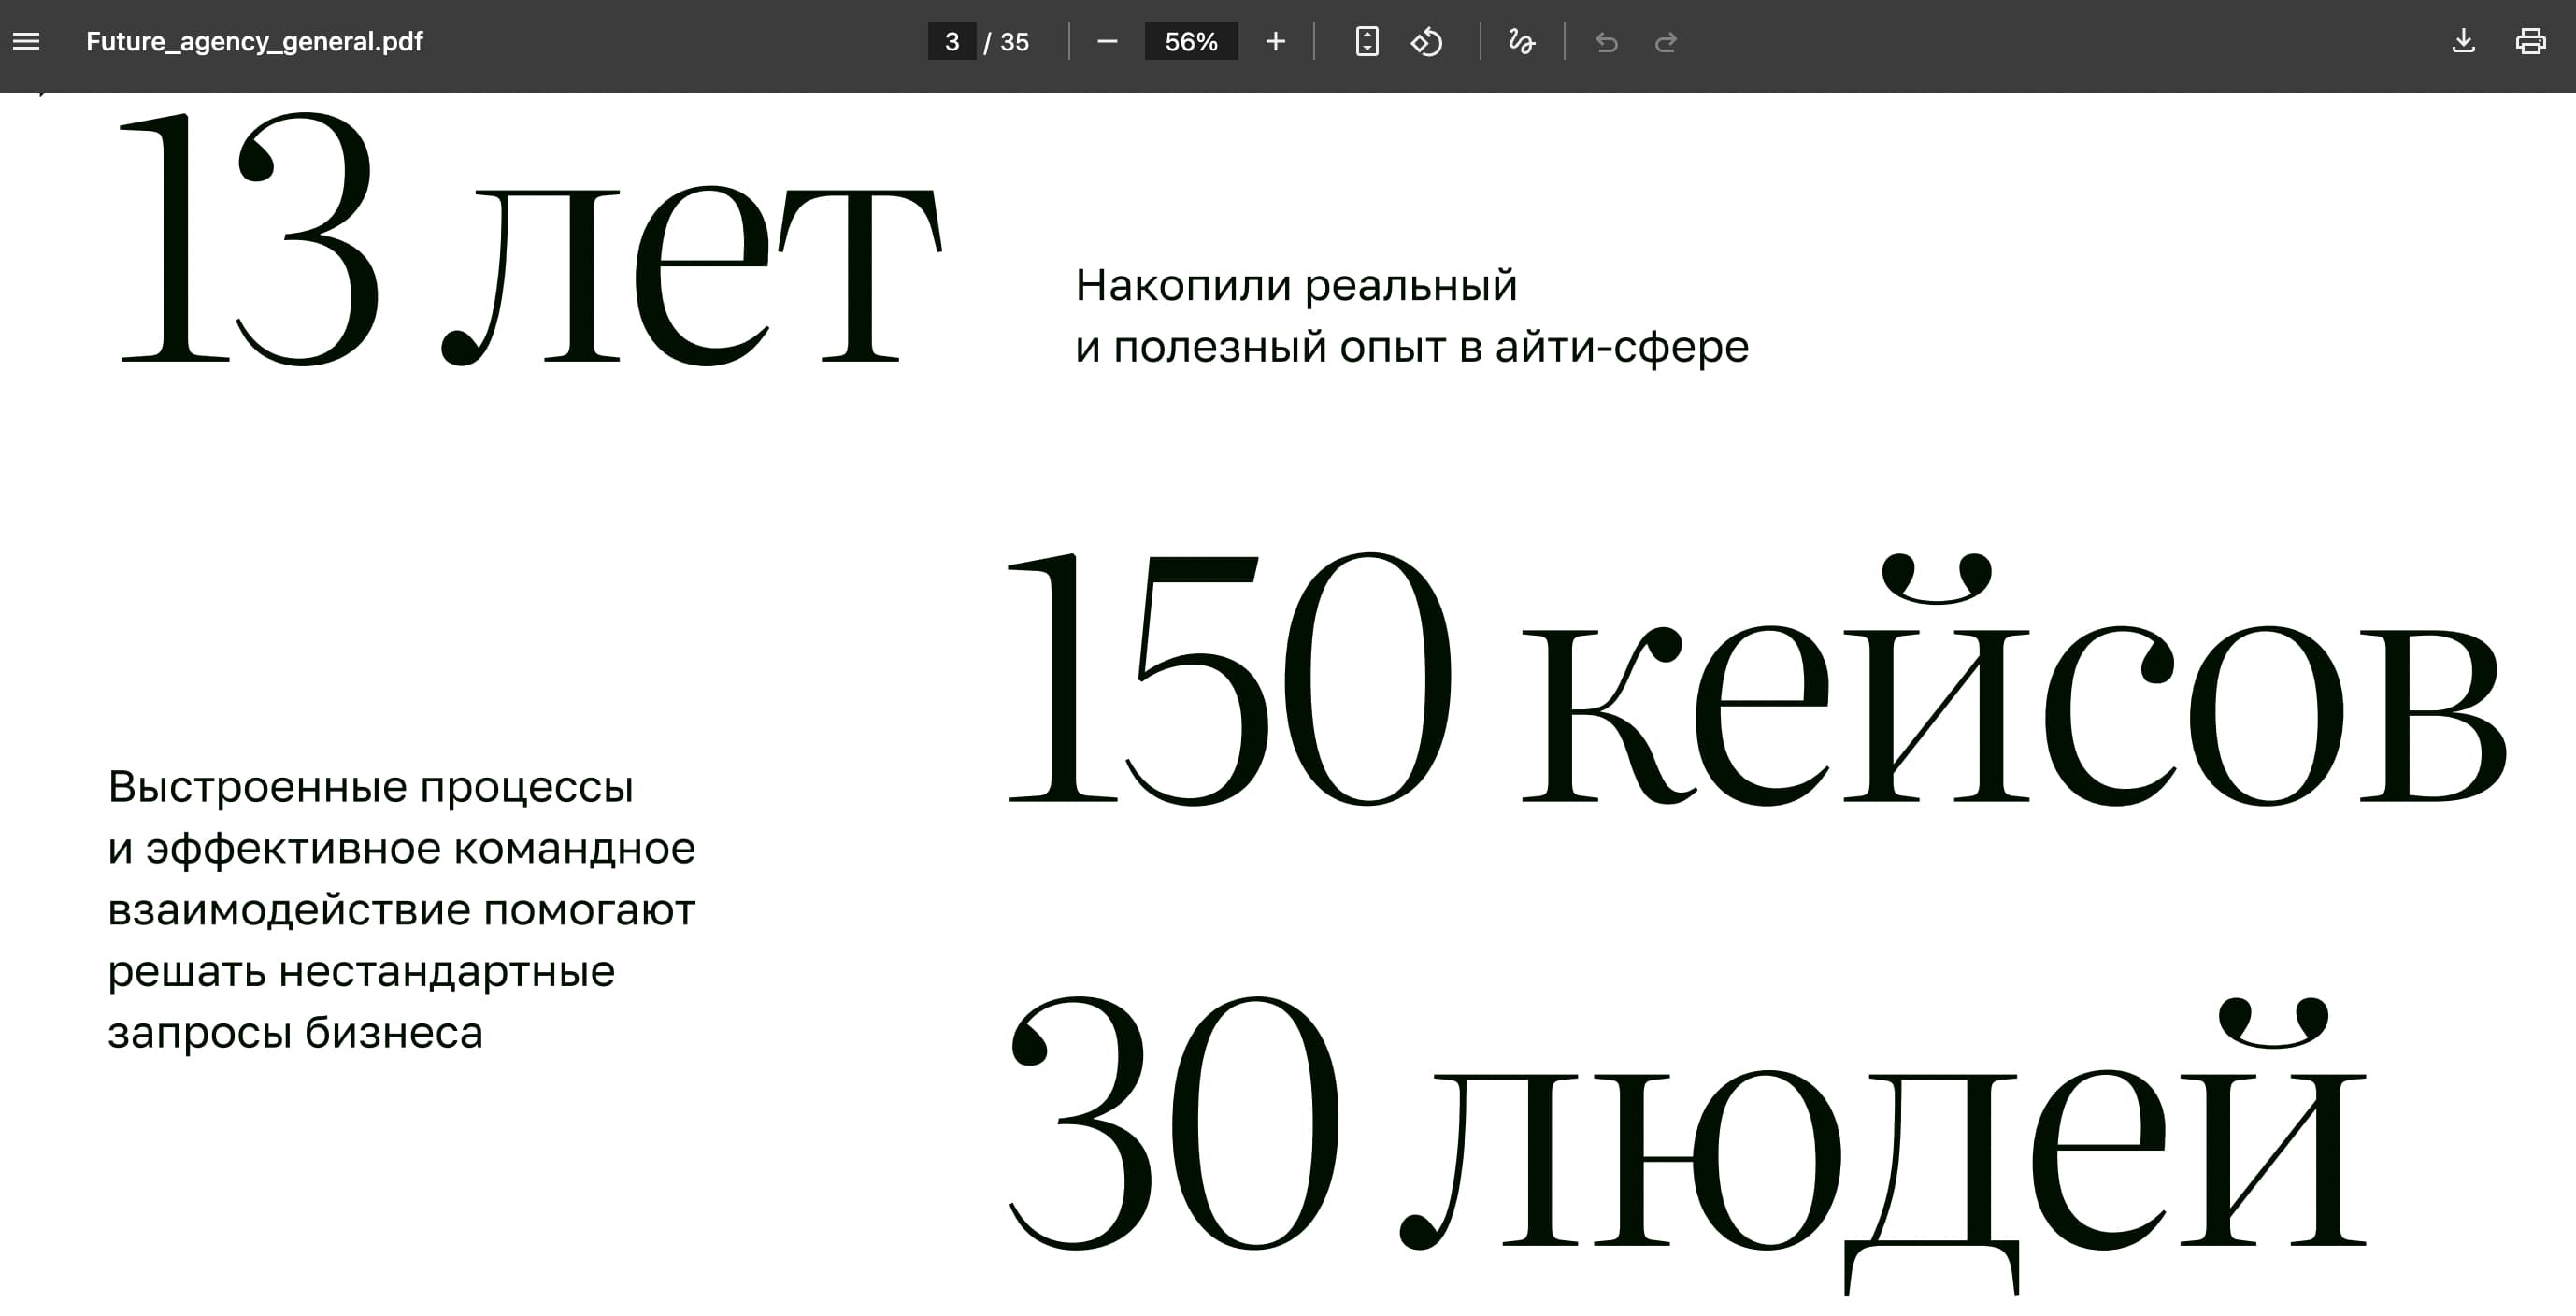 Future_agency_general.pdf
3 / 35
56%
13 лет
Накопили реальный
и полезный опыт в айти-сфере
150 кейсов
Выстроенные процессы
и эффективное командное
взаимодействие помогают
решать нестандартные
запросы бизнеса
30 людей